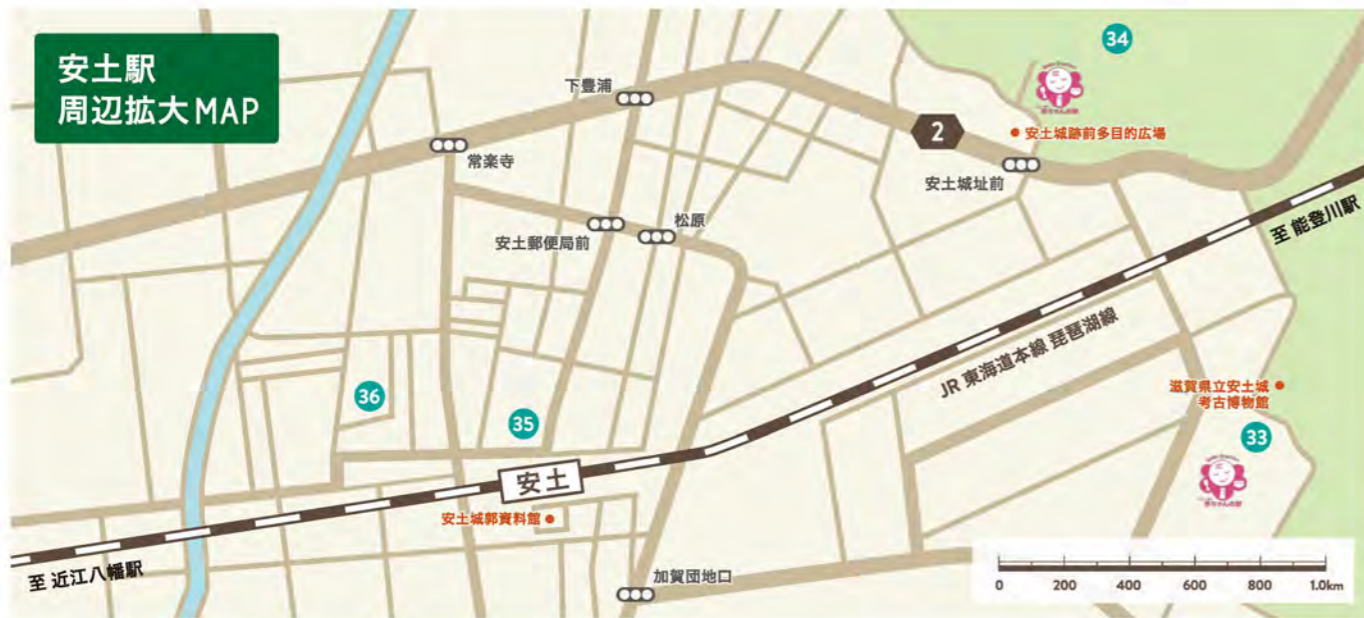 安土駅
周辺拡大MAP
34
下豊浦
2
安土城跡前多目的広場
常楽寺
安土城址前
松原
安土郵便局前
至 能登川駅
JR 東海道本線 琵琶湖線
滋賀県立安土城
考古博物館
36
35
33
安土
安土城郭資料館
至 近江八幡駅
加賀団地口
0 200 400 600 800 1.0km